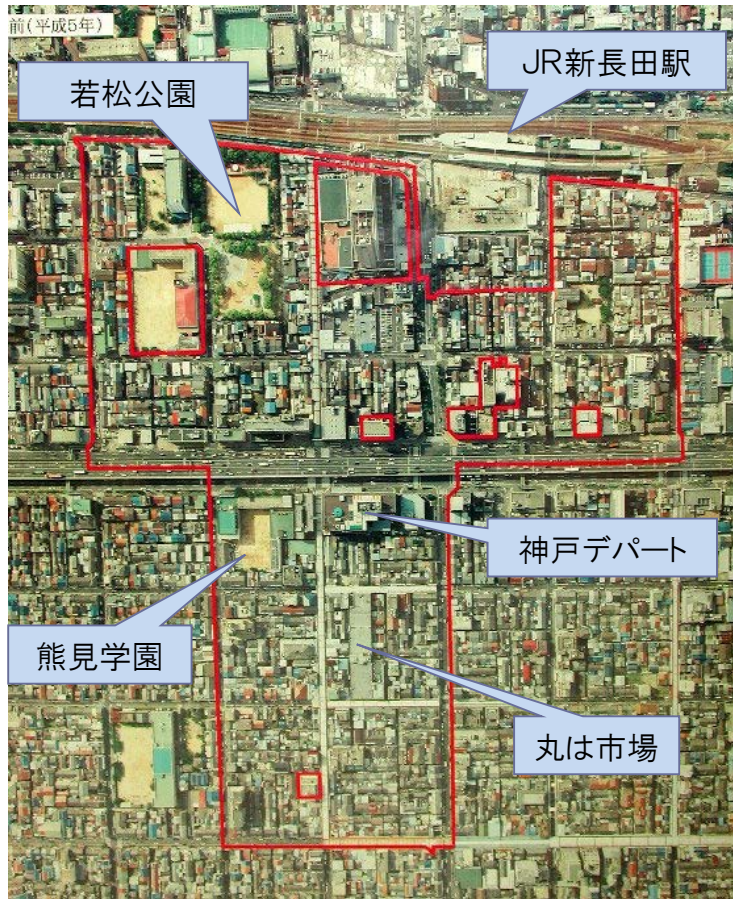 前(平成5年)
JR新長田駅
若松公園
神戸デパート
熊見学園
丸は市場